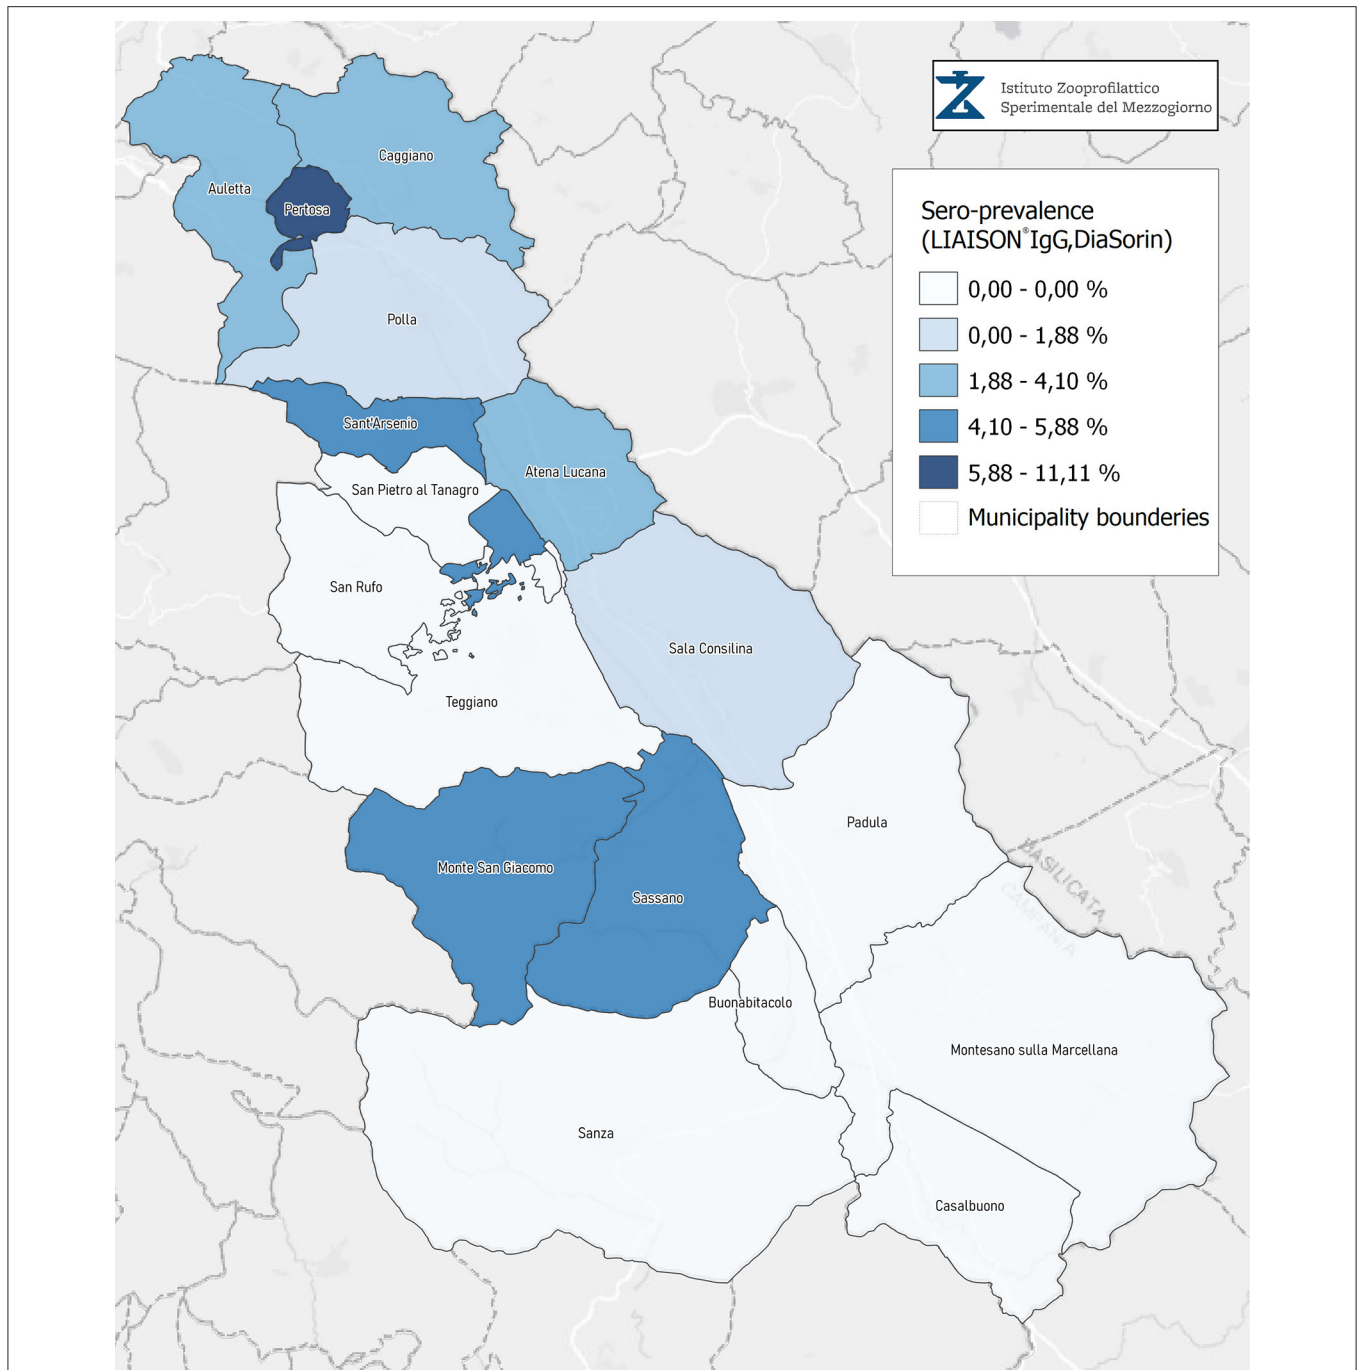 Istituto Zooprofilattico
Sperimentale del Mezzogiorno
Sero-prevalence
(LIAISON®IgG,DiaSorin)
0,00 - 0,00 %
0,00 - 1,88 %
1,88 - 4,10 %
4,10 - 5,88 %
5,88 - 11,11 %
Municipality bounderies
Caggiano
Auletta
Pertosa
Polla
Sant'Arsenio
Atena Lucana
San Pietro al Tanagro
San Rufo
Sala Consilina
Teggiano
Padula
Monte San Giacomo
Sassano
BASILICATA
CAMPANIA
Buonabitacolo
Montesano sulla Marcellana
Sanza
Casalbuono